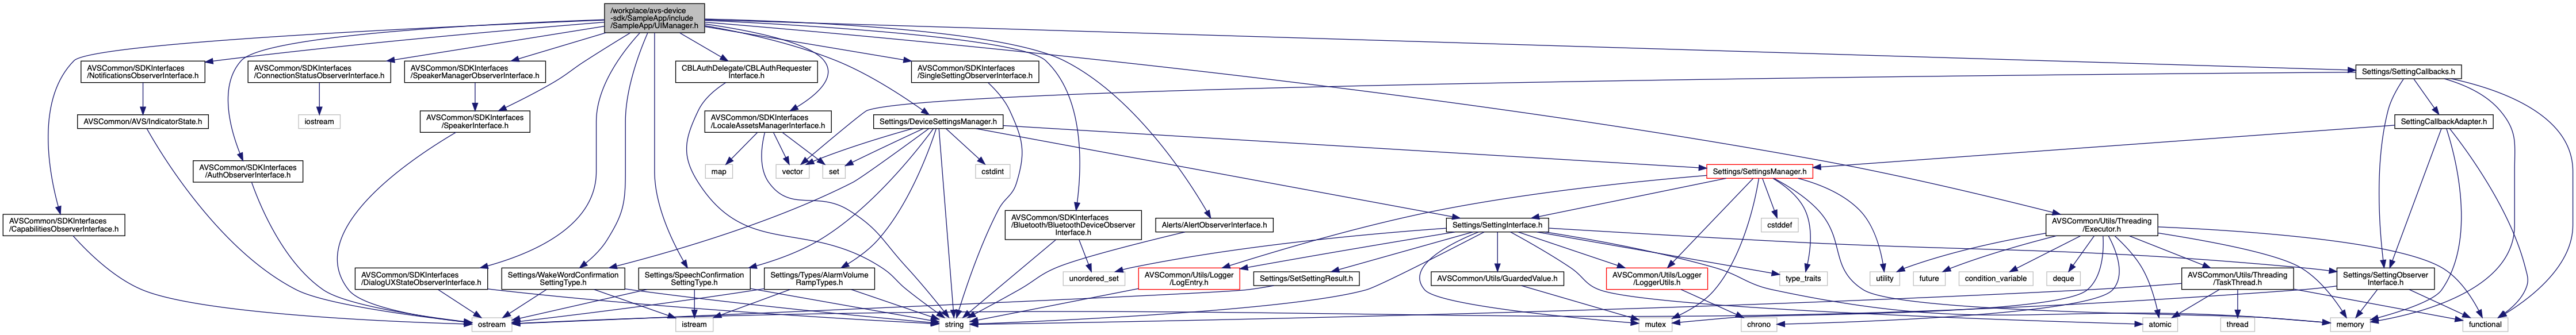 /workplace/avs-device
-sdk/SampleApp/include
/SampleApp/UIManager.h
AVSCommon/SDKInterfaces
/NotificationsObserverInterface.h
AVSCommon/SDKInterfaces
/ConnectionStatusObserverInterface.h
AVSCommon/SDKInterfaces
/SpeakerManagerObserverInterface.h
CBLAuthDelegate/CBLAuthRequester
Interface.h
AVSCommon/SDKInterfaces
/SingleSettingObserverInterface.h
Settings/SettingCallbacks.h
AVSCommon/AVS/IndicatorState.h
iostream
AVSCommon/SDKInterfaces
/SpeakerInterface.h
AVSCommon/SDKInterfaces
/LocaleAssetsManagerInterface.h
Settings/DeviceSettingsManager.h
SettingCallbackAdapter.h
AVSCommon/SDKInterfaces
/AuthObserverInterface.h
map
vector
set
cstdint
Settings/SettingsManager.h
AVSCommon/SDKInterfaces
/CapabilitiesObserverInterface.h
AVSCommon/SDKInterfaces
/Bluetooth/BluetoothDeviceObserver
Interface.h
Alerts/AlertObserverInterface.h
Settings/SettingInterface.h
cstddef
AVSCommon/Utils/Threading
/Executor.h
AVSCommon/SDKInterfaces
/DialogUXStateObserverInterface.h
Settings/WakeWordConfirmation
SettingType.h
Settings/SpeechConfirmation
SettingType.h
Settings/Types/AlarmVolume
RampTypes.h
unordered_set
AVSCommon/Utils/Logger
/LogEntry.h
Settings/SetSettingResult.h
AVSCommon/Utils/GuardedValue.h
AVSCommon/Utils/Logger
/LoggerUtils.h
type_traits
utility
future
condition_variable
deque
AVSCommon/Utils/Threading
/TaskThread.h
Settings/SettingObserver
Interface.h
ostream
istream
string
mutex
chrono
atomic
thread
memory
functional